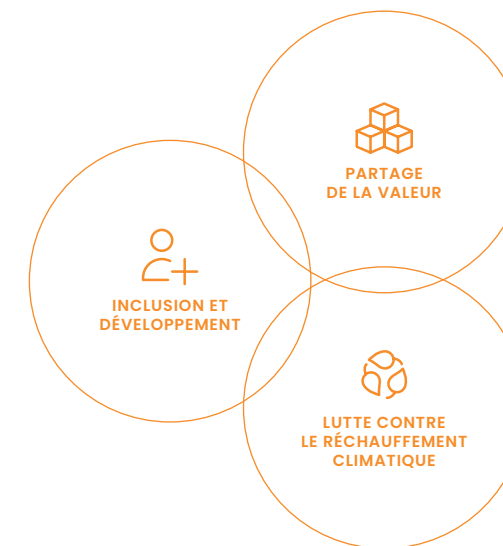 PARTAGE
DE LA VALEUR
INCLUSION ET
DÉVELOPPEMENT
LUTTE CONTRE
LE RÉCHAUFFEMENT
CLIMATIQUE